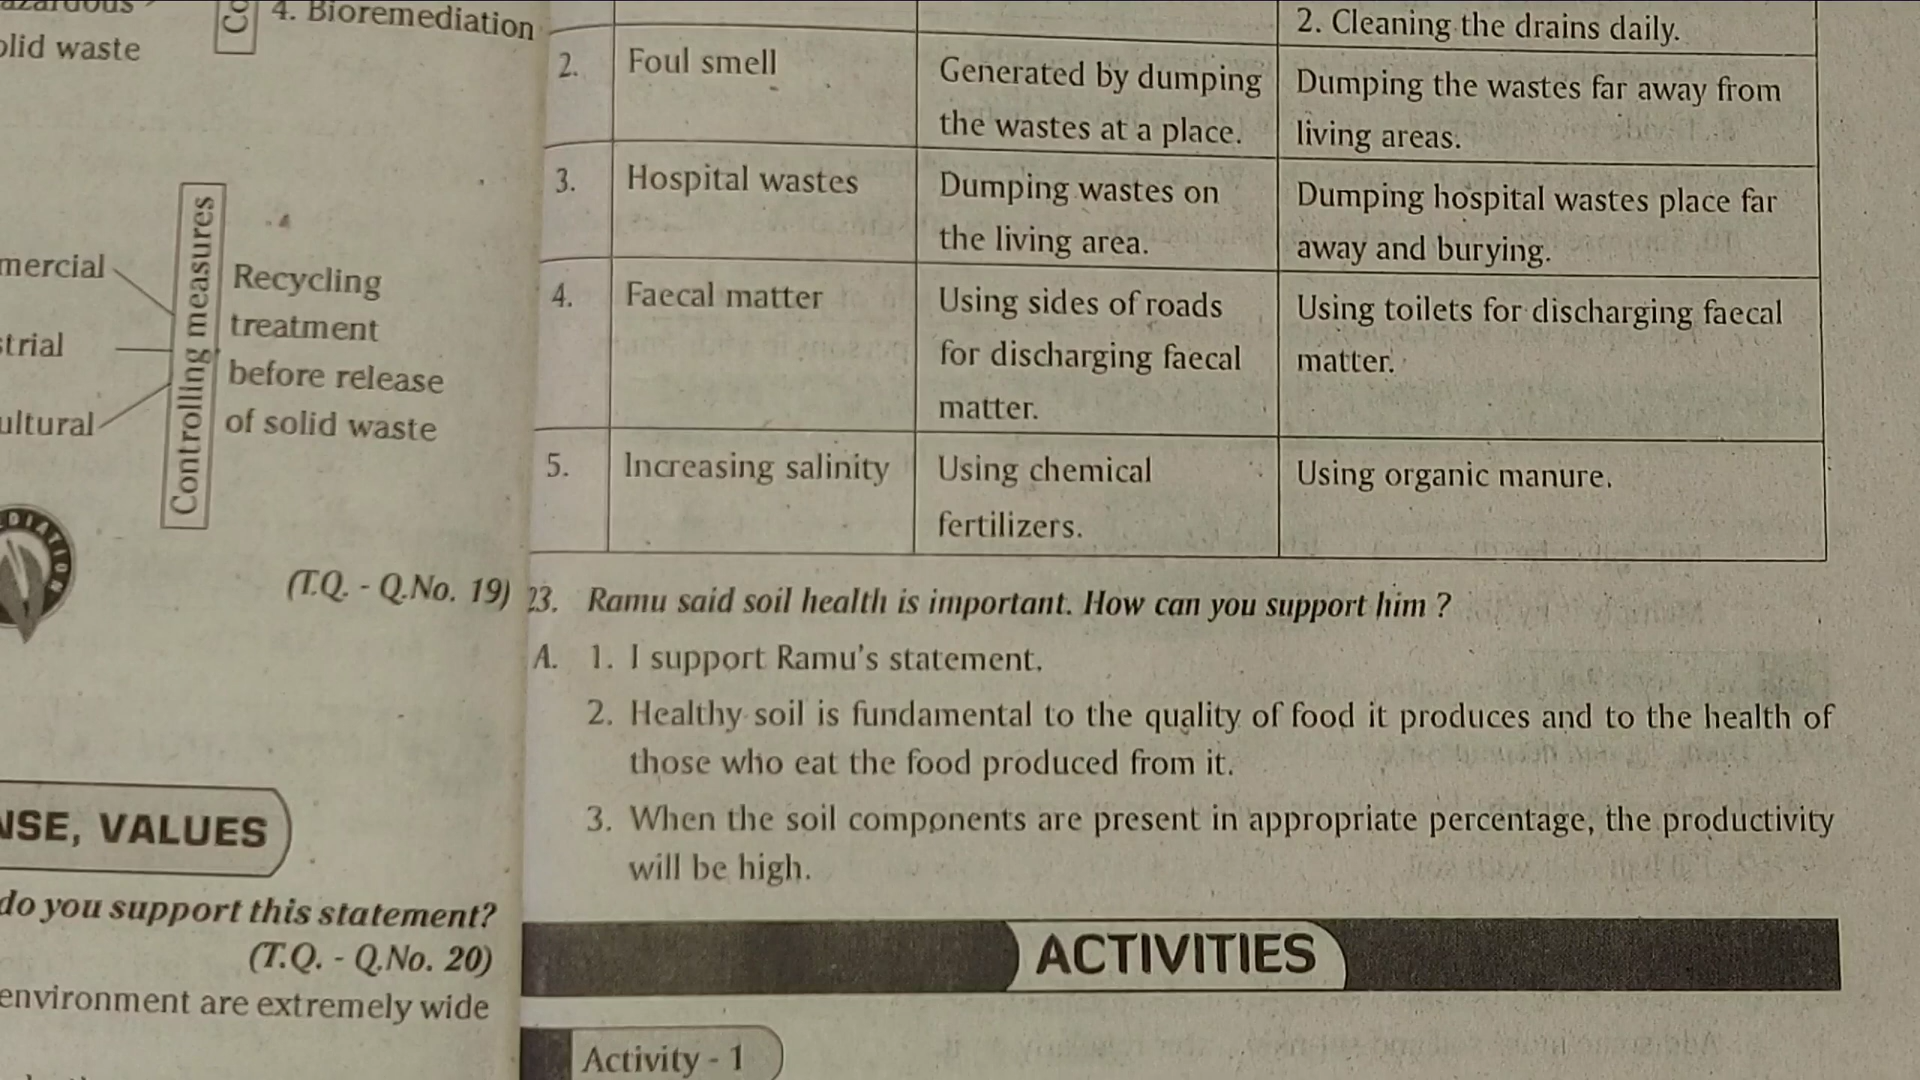 4. Bioremediation
solid waste
Controlling measures
Recycling
treatment
before release
of solid waste
(T.Q. - Q.No. 19)
VALUES
do you support this statement?
(T.Q. - Q.No. 20)
environment are extremely wide
2. Cleaning the drains daily.
2. Foul smell
Generated by dumping
the wastes at a place.
Dumping the wastes far away from
living areas.
3. Hospital wastes
Dumping wastes on
the living area.
Dumping hospital wastes place far
away and burying.
4. Faecal matter
Using sides of roads
for discharging faecal
matter.
Using toilets for discharging faecal
matter.
5. Increasing salinity
Using chemical
fertilizers.
Using organic manure.
23. Ramu said soil health is important. How can you support him ?
A. 1. I support Ramu's statement.
2. Healthy soil is fundamental to the quality of food it produces and to the health of
those who eat the food produced from it.
3. When the soil components are present in appropriate percentage, the productivity
will be high.
ACTIVITIES
Activity - 1